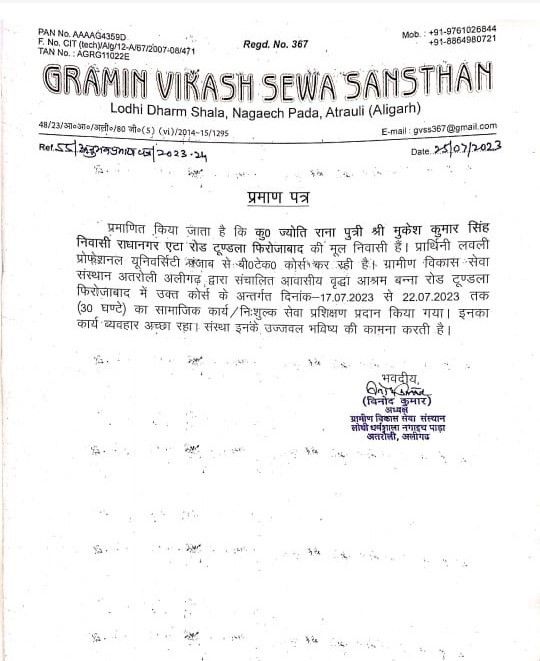 PAN No. AAAAG4359D
F. No. CIT (tech)/Alg/12-A/67/2007-08/471
TAN No. : AGRG11022E
Regd. No. 367
Mob. : +91-9761026844
+91-8864980721
GRAMIN VIKASH SEWA SANSTHAN
Lodhi Dharm Shala, Nagaech Pada, Atrauli (Aligarh)
48/23/आ०आ०/अली०/80 जी०(5) (vi)/2014-15/1295
E-mail : gvss367@gmail.com
Ref. 55/अनुभव प्रमाण पत्र/2023-24
Date. 25/07/2023
प्रमाण पत्र
प्रमाणित किया जाता है कि कु० ज्योति राना पुत्री श्री मुकेश कुमार सिंह
निवासी राधानगर एटा रोड टूण्डला फिरोजाबाद की मूल निवासी हैं। प्रार्थिनी लवली
प्रोफेशनल यूनिवर्सिटी पंजाब से बी०टेक० कोर्स कर रही है। ग्रामीण विकास सेवा
संस्थान अतरोली अलीगढ़ द्वारा संचालित आवासीय वृद्धा आश्रम बन्ना रोड टूण्डला
फिरोजाबाद में उक्त कोर्स के अन्तर्गत दिनांक-17.07.2023 से 22.07.2023 तक
(30 घण्टे) का सामाजिक कार्य/निःशुल्क सेवा प्रशिक्षण प्रदान किया गया। इनका
कार्य व्यवहार अच्छा रहा। संस्था इनके उज्जवल भविष्य की कामना करती है।
भवदीय,
(विनोद कुमार)
अध्यक्ष
ग्रामीण विकास सेवा संस्थान
लोधी धर्मशाला नगाइच पाड़ा
अतरोली, अलीगढ